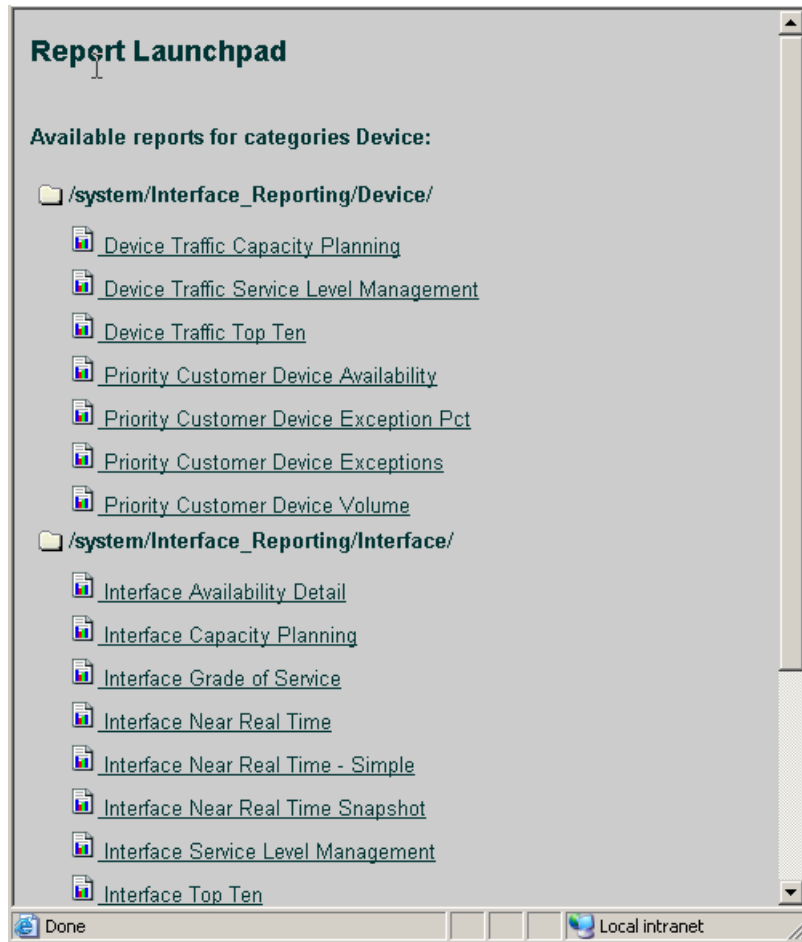 Report Launchpad
Available reports for categories Device:
/system/Interface_Reporting/Device/
Device Traffic Capacity Planning
Device Traffic Service Level Management
Device Traffic Top Ten
Priority Customer Device Availability
Priority Customer Device Exception Pct
Priority Customer Device Exceptions
Priority Customer Device Volume
/system/Interface_Reporting/Interface/
Interface Availability Detail
Interface Capacity Planning
Interface Grade of Service
Interface Near Real Time
Interface Near Real Time - Simple
Interface Near Real Time Snapshot
Interface Service Level Management
Interface Top Ten
Done Local intranet